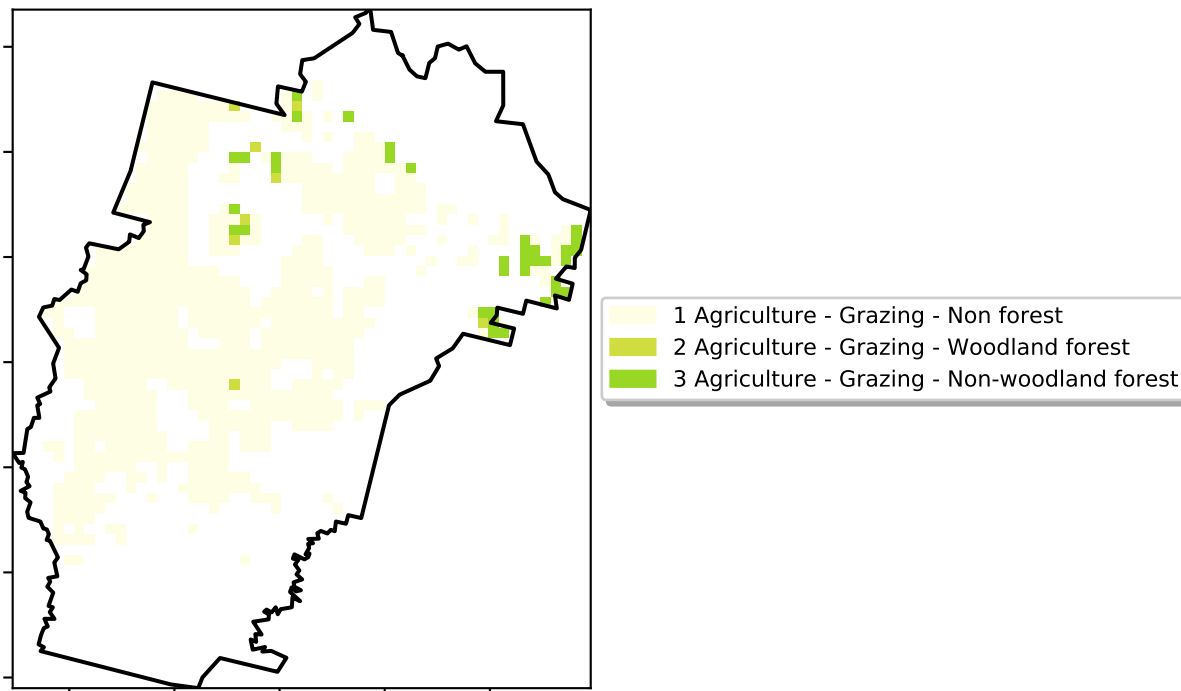 1 Agriculture - Grazing - Non forest
2 Agriculture - Grazing - Woodland forest
3 Agriculture - Grazing - Non-woodland forest